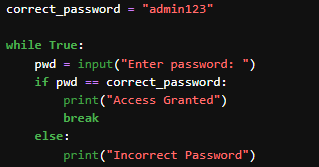 correct_password = "admin123"
while True:
    pwd = input("Enter password: ")
    if pwd == correct_password:
        print("Access Granted")
        break
    else:
        print("Incorrect Password")